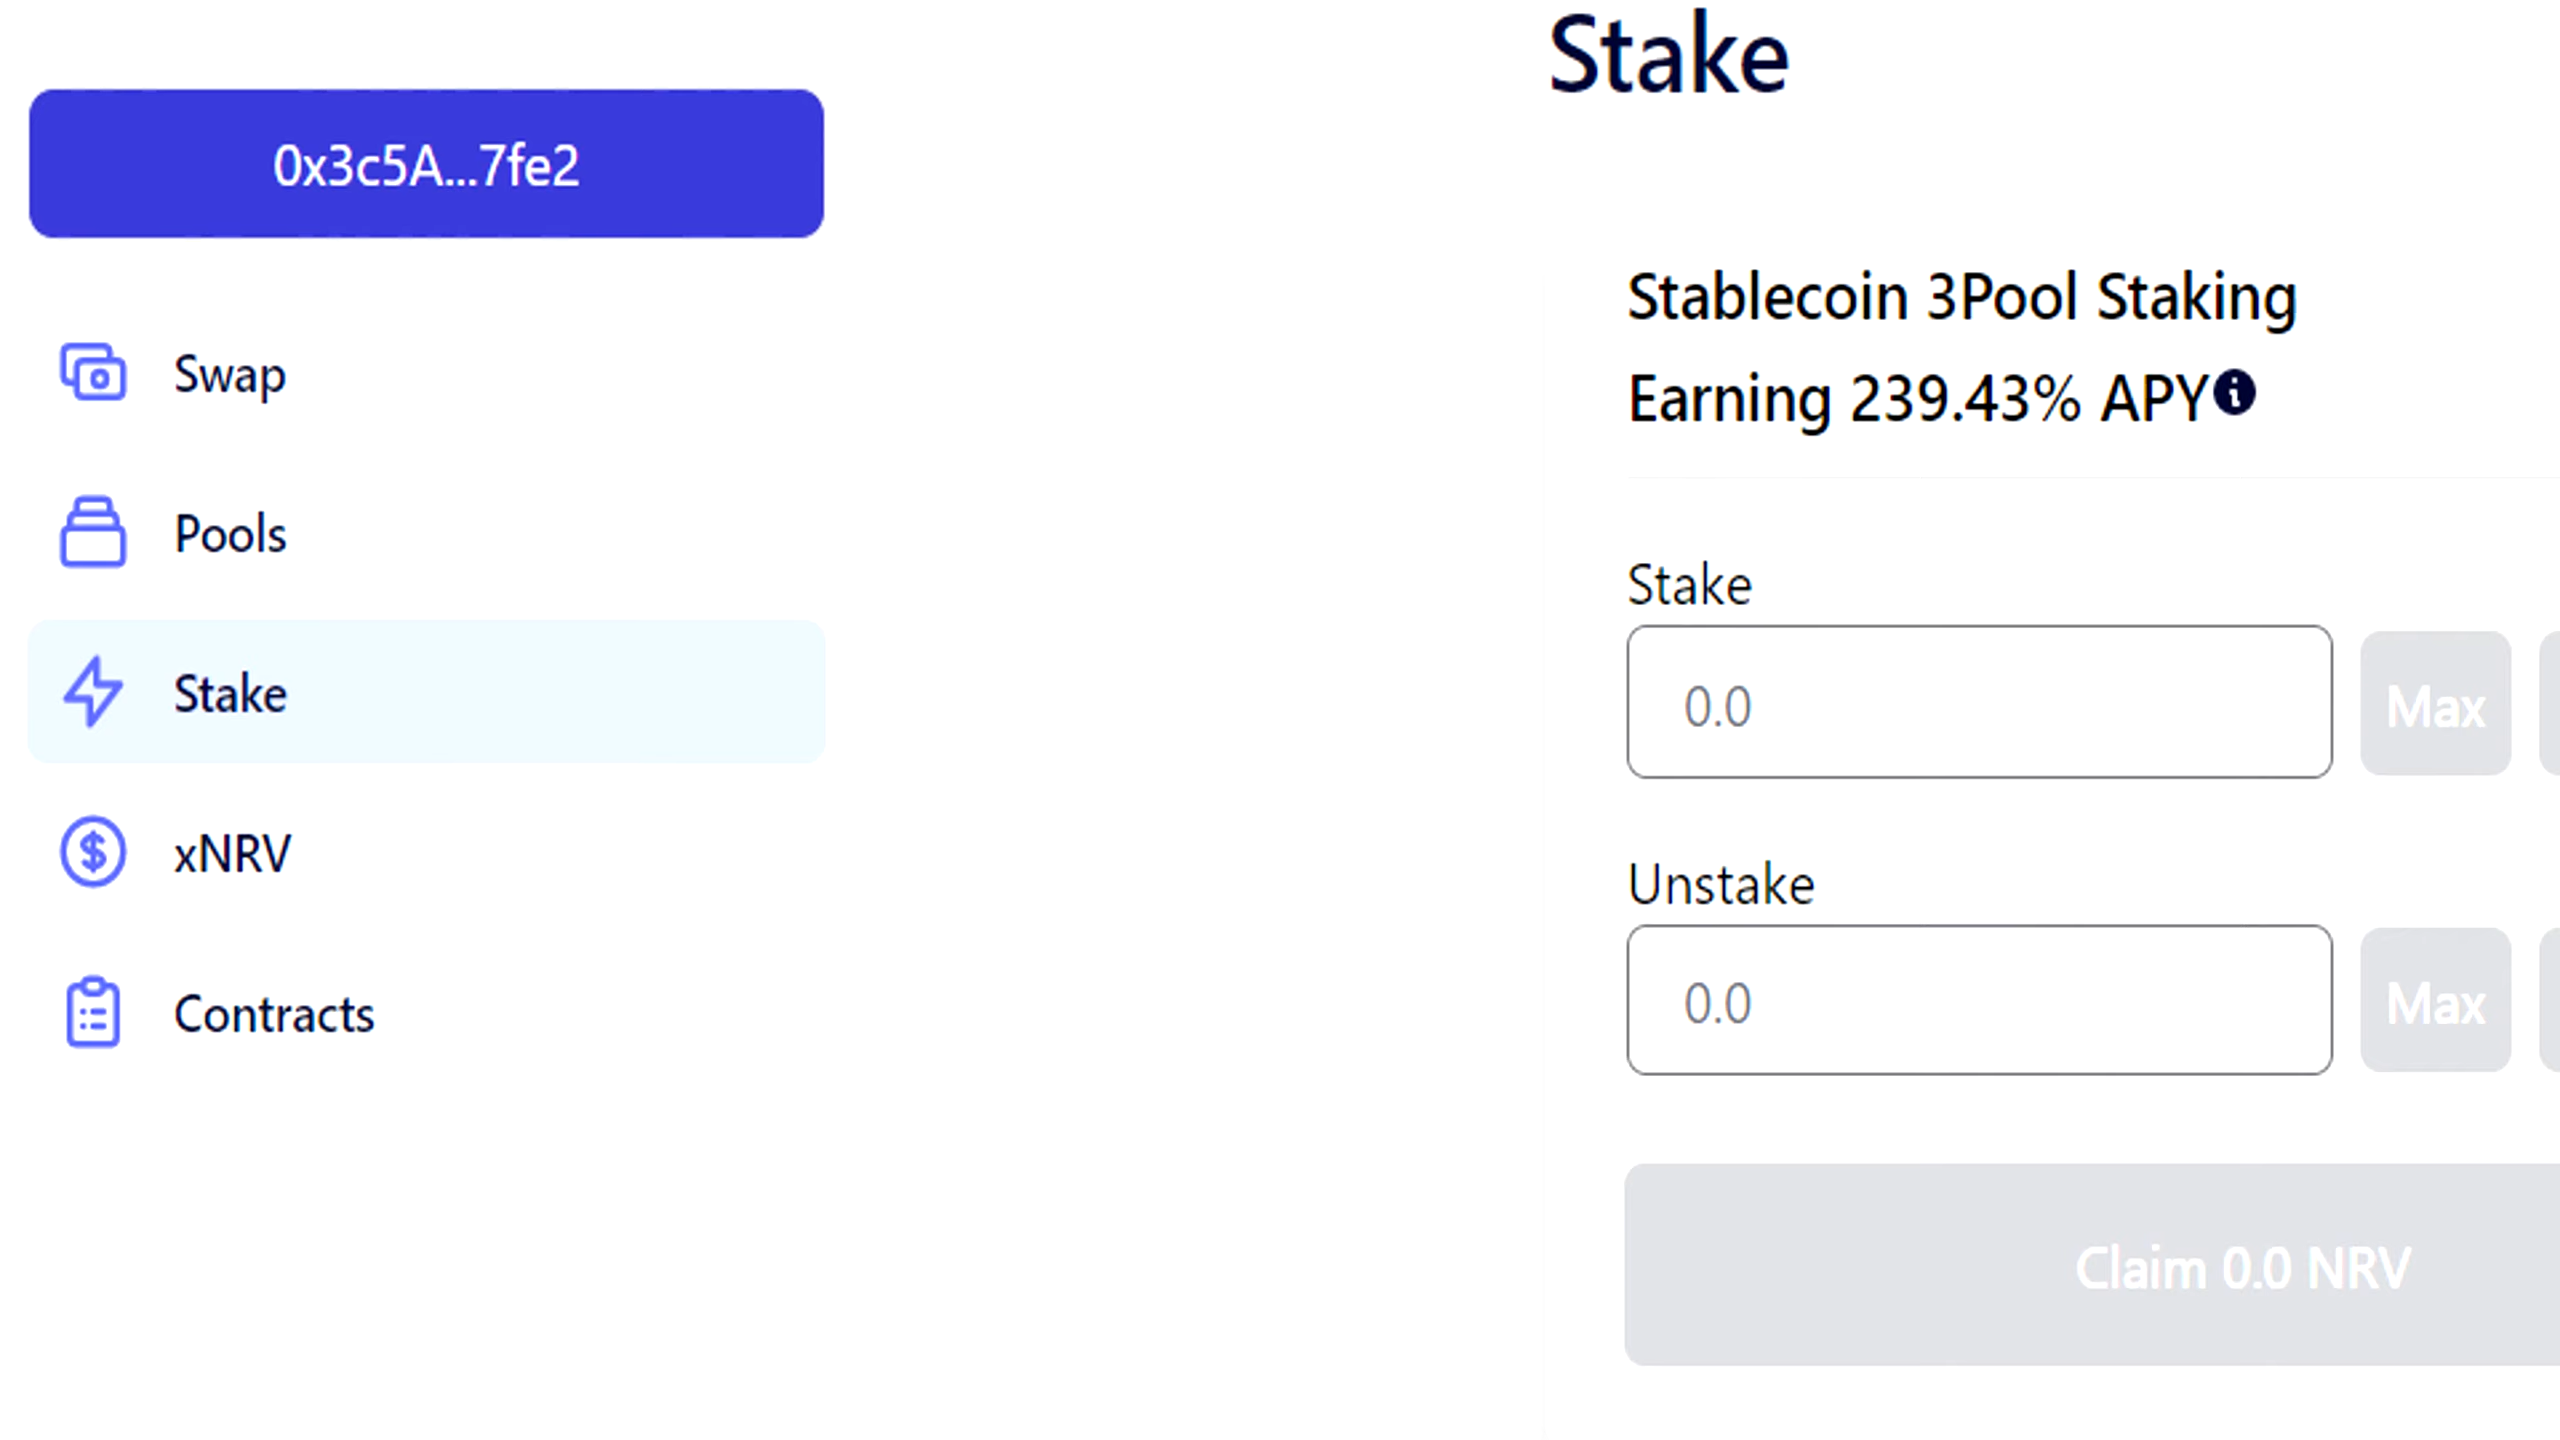 0x3c5A...7fe2
Swap
Pools
Stake
xNRV
Contracts
Stake
Stablecoin 3Pool Staking
Earning 239.43% APY
Stake
0.0
Max
Unstake
0.0
Max
Claim 0.0 NRV